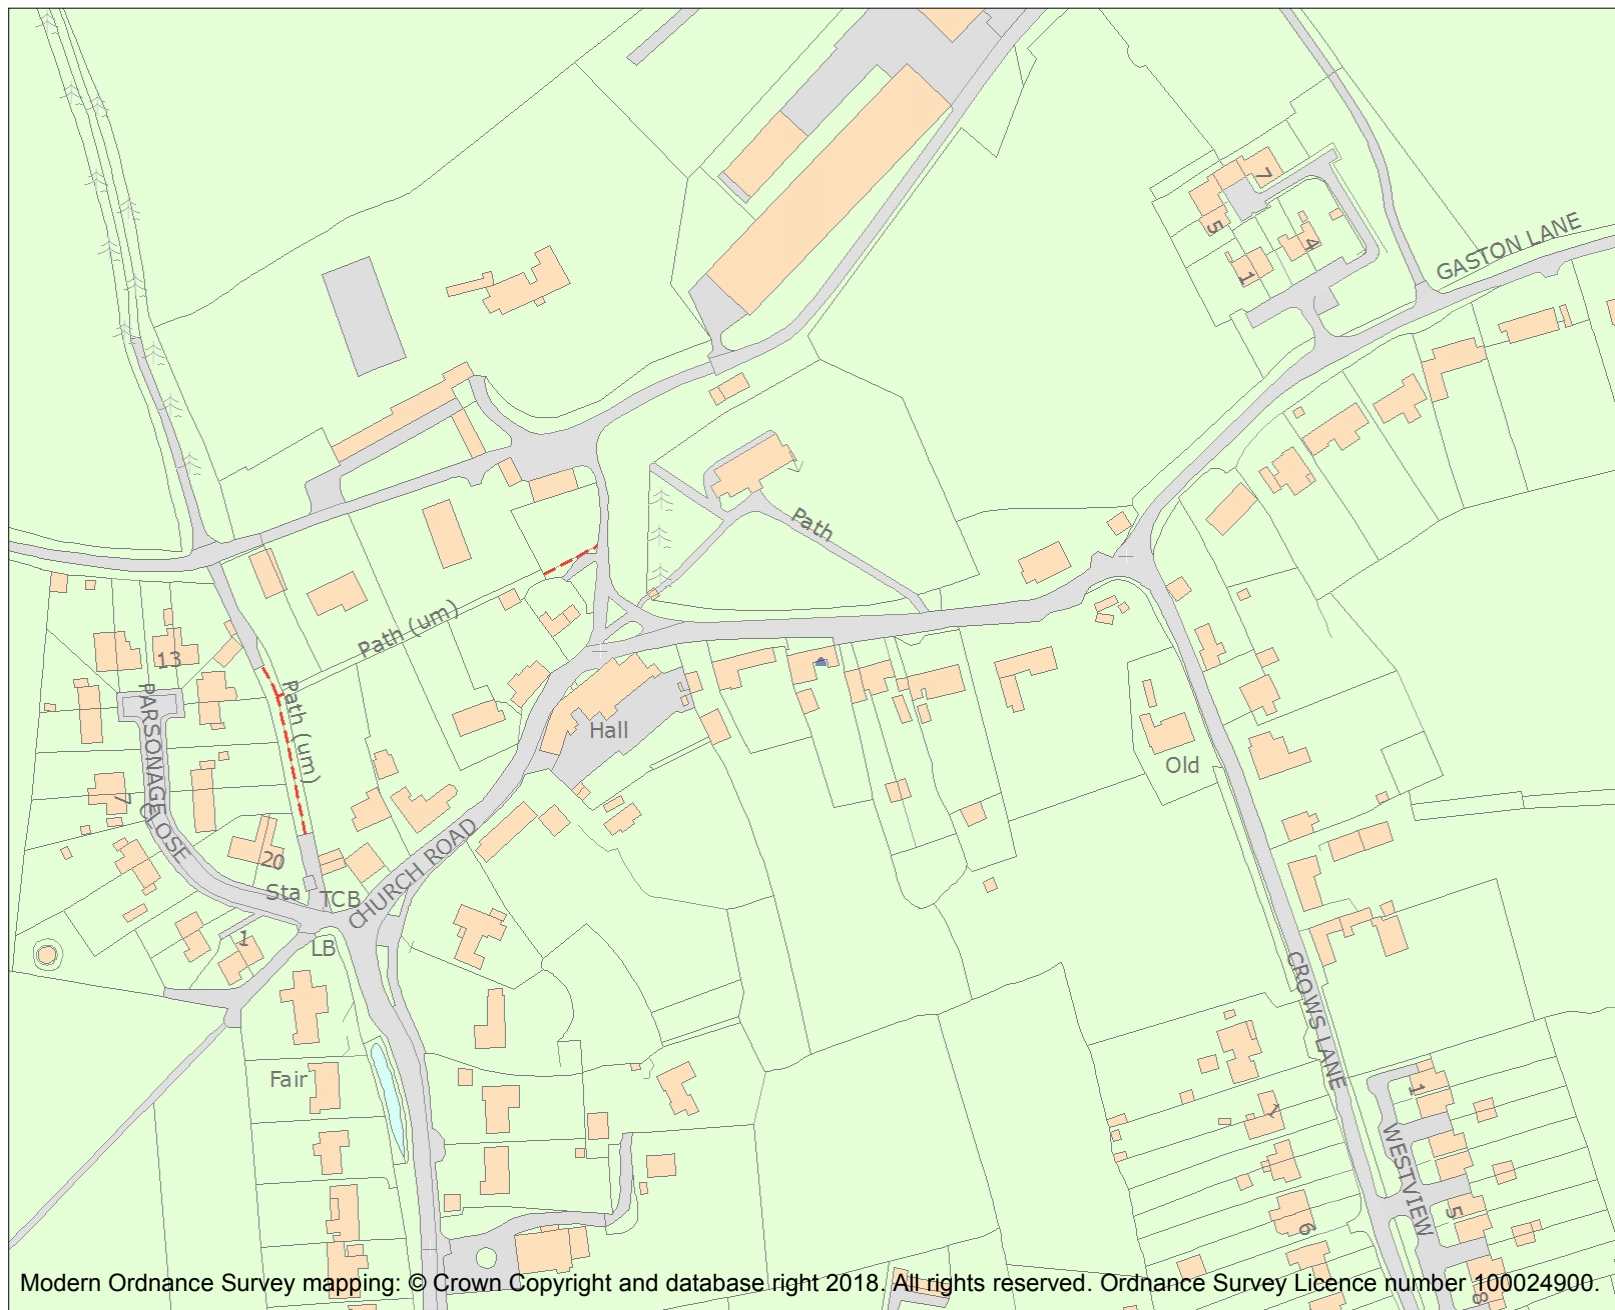 7
5
4
1
GASTON LANE
Path
Path (um)
13
Path (um)
PARSONAGE CLOSE
Hall
Old
7
20
Sta
TCB
CHURCH ROAD
1
LB
CROWS LANE
Fair
1
1
WESTVIEW
5
6
8
Modern Ordnance Survey mapping: © Crown Copyright and database right 2018. All rights reserved. Ordnance Survey Licence number 100024900.